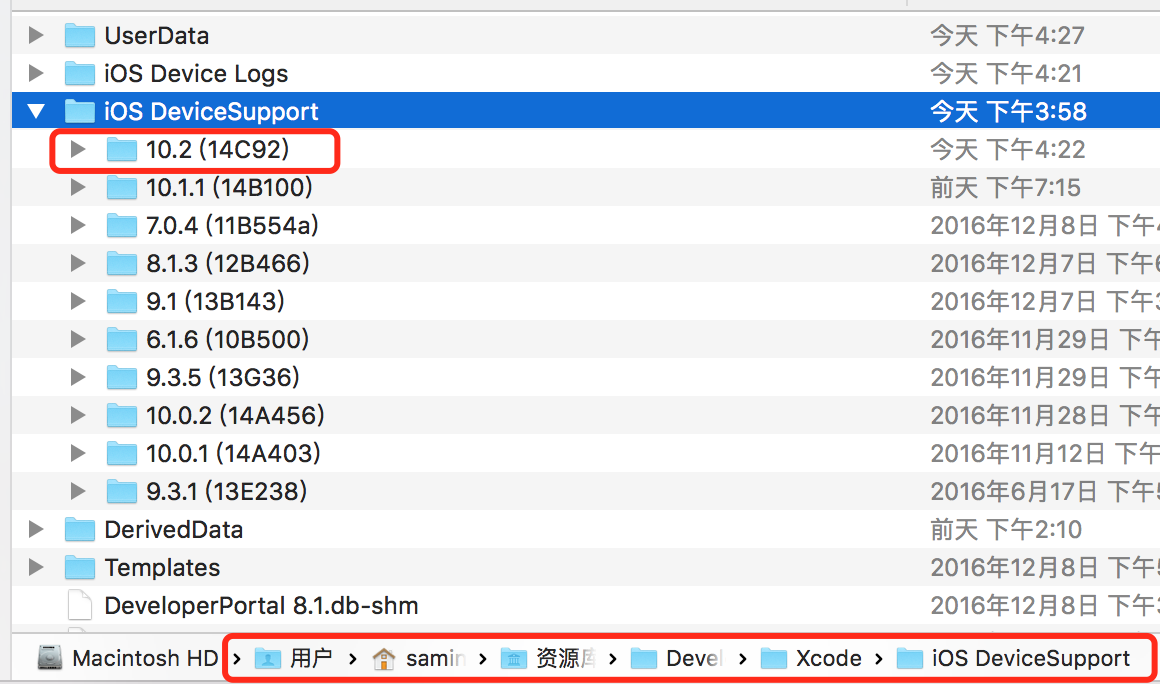 UserData 今天 下午4:27
iOS Device Logs 今天 下午4:21
iOS DeviceSupport 今天 下午3:58
10.2 (14C92) 今天 下午4:22
10.1.1 (14B100) 前天 下午7:15
7.0.4 (11B554a) 2016年12月8日 下午
8.1.3 (12B466) 2016年12月7日 下午
9.1 (13B143) 2016年12月7日 下午
6.1.6 (10B500) 2016年11月29日 下午
9.3.5 (13G36) 2016年11月29日 下午
10.0.2 (14A456) 2016年11月28日 下午
10.0.1 (14A403) 2016年11月12日 下午
9.3.1 (13E238) 2016年6月17日 下午
DerivedData 前天 下午2:10
Templates 2016年12月8日 下午
DeveloperPortal 8.1.db-shm 2016年12月8日 下午
Macintosh HD › 用户 › samin › 资源库 › Devel › Xcode › iOS DeviceSupport